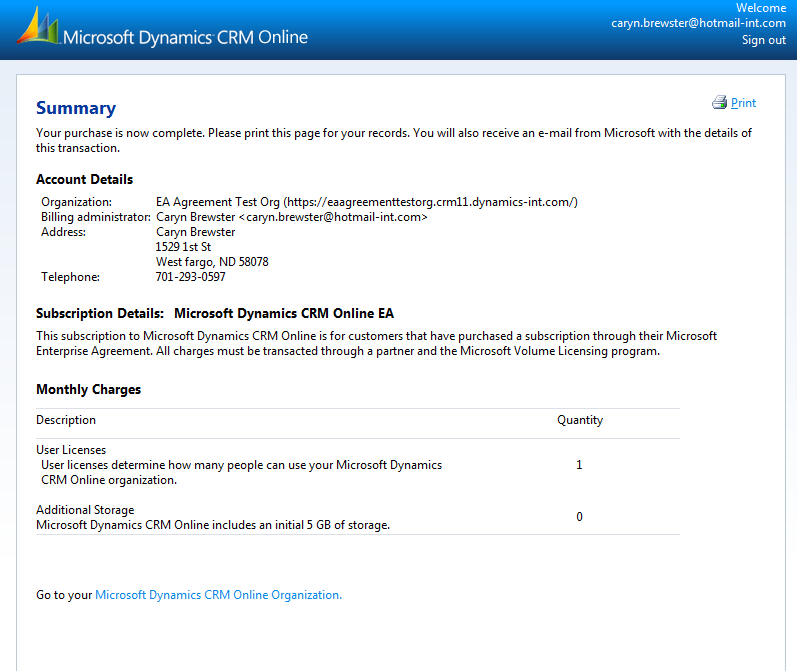 Welcome
caryn.brewster@hotmail-int.com
Sign out
Microsoft Dynamics CRM Online
Print
Summary
Your purchase is now complete. Please print this page for your records. You will also receive an e-mail from Microsoft with the details of
this transaction.
Account Details
Organization: EA Agreement Test Org (https://eaagreementtestorg.crm11.dynamics-int.com/)
Billing administrator: Caryn Brewster <caryn.brewster@hotmail-int.com>
Address: Caryn Brewster
1529 1st St
West fargo, ND 58078
Telephone: 701-293-0597
Subscription Details: Microsoft Dynamics CRM Online EA
This subscription to Microsoft Dynamics CRM Online is for customers that have purchased a subscription through their Microsoft
Enterprise Agreement. All charges must be transacted through a partner and the Microsoft Volume Licensing program.
Monthly Charges
Description Quantity
User Licenses
User licenses determine how many people can use your Microsoft Dynamics 1
CRM Online organization.
Additional Storage
Microsoft Dynamics CRM Online includes an initial 5 GB of storage. 0
Go to your Microsoft Dynamics CRM Online Organization.